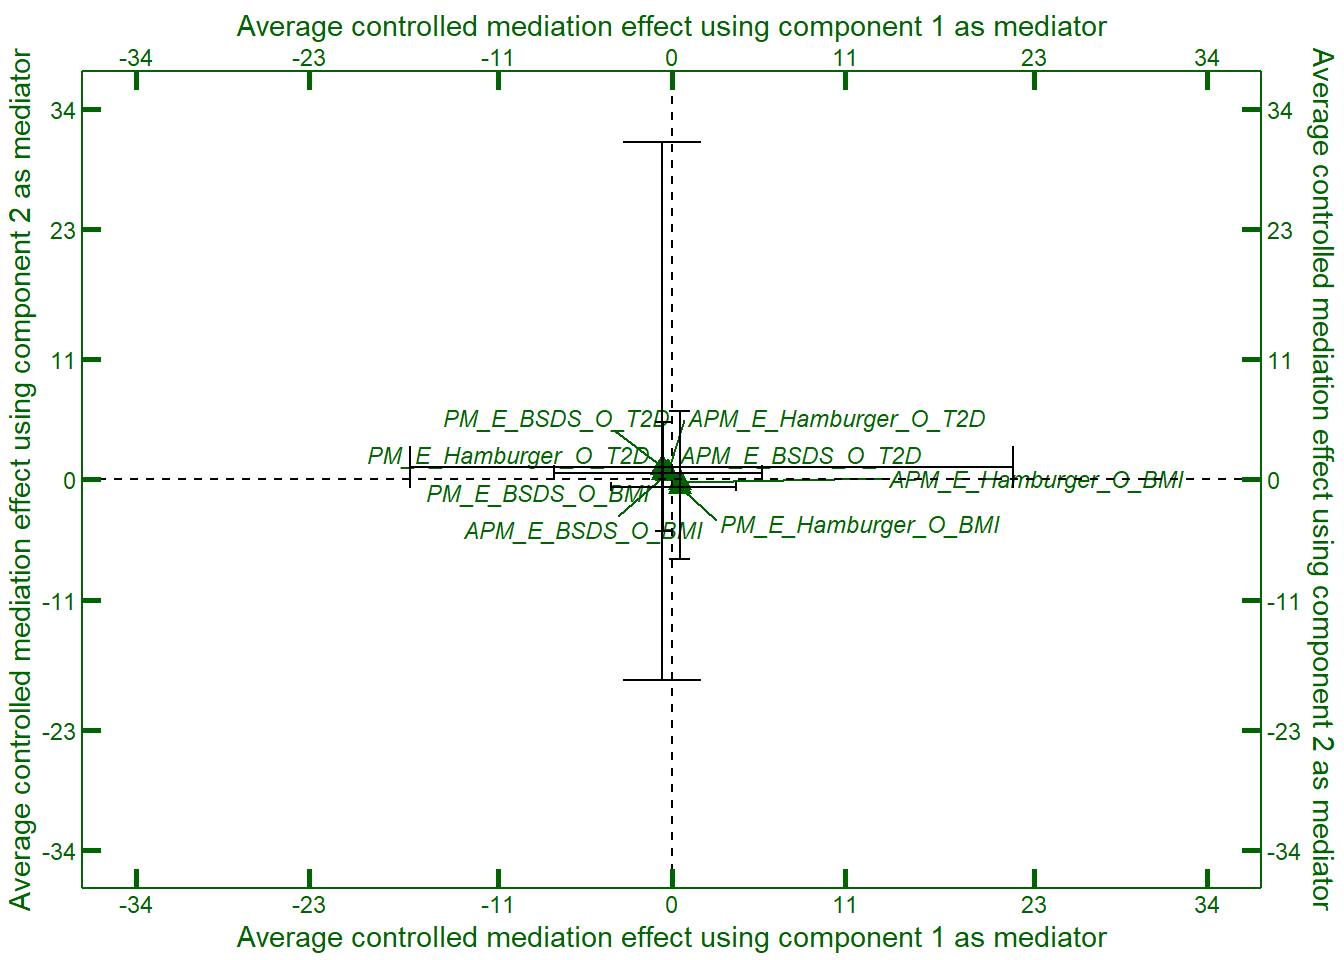 Average controlled mediation effect using component 1 as mediator
-34 -23 -11 0 11 23 34
Average controlled mediation effect using component 2 as mediator
34
23
11
0
-11
-23
-34
PM_E_BSDS_O_T2D
APM_E_Hamburger_O_T2D
PM_E_Hamburger_O_T2D
APM_E_BSDS_O_T2D
APM_E_Hamburger_O_BMI
PM_E_BSDS_O_BMI
APM_E_BSDS_O_BMI
PM_E_Hamburger_O_BMI
34
23
11
0
-11
-23
-34
Average controlled mediation effect using component 2 as mediator
-34 -23 -11 0 11 23 34
Average controlled mediation effect using component 1 as mediator